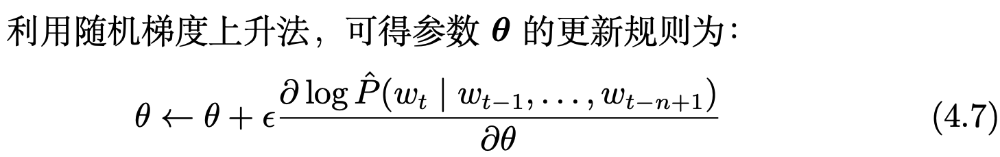 利用随机梯度上升法，可得参数 θ 的更新规则为：
θ ← θ + ϵ ∂ log P̂(w_t | w_{t−1}, . . . , w_{t−n+1}) / ∂θ (4.7)